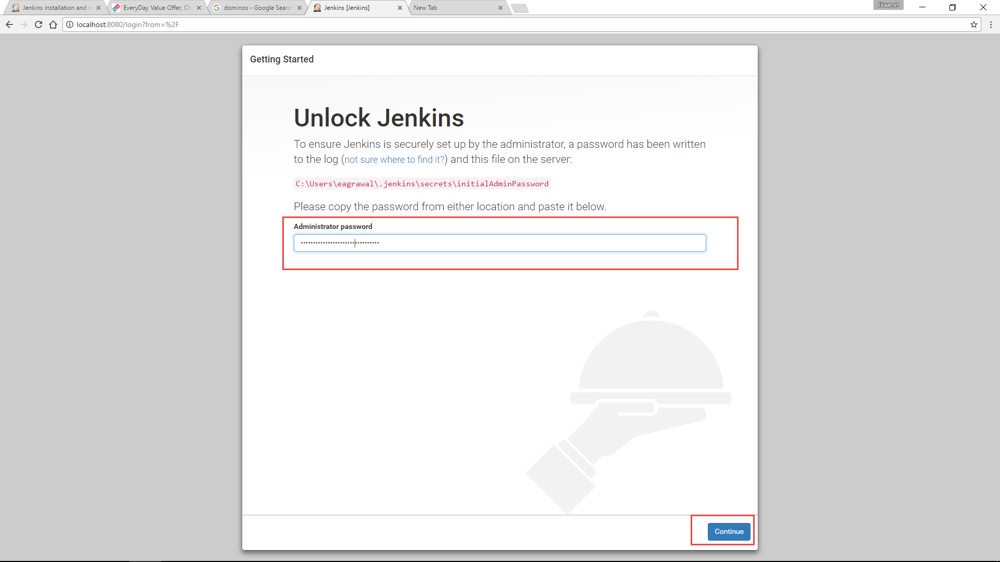 Jenkins installation and s
EveryDay Value Offer, Ch
dominos - Google Searc
Jenkins [Jenkins]
New Tab
Ekaansh
localhost:8080/login?from=%2F
Getting Started
Unlock Jenkins
To ensure Jenkins is securely set up by the administrator, a password has been written
to the log (not sure where to find it?) and this file on the server:
C:\Users\eagrawal\.jenkins\secrets\initialAdminPassword
Please copy the password from either location and paste it below.
Administrator password
Continue